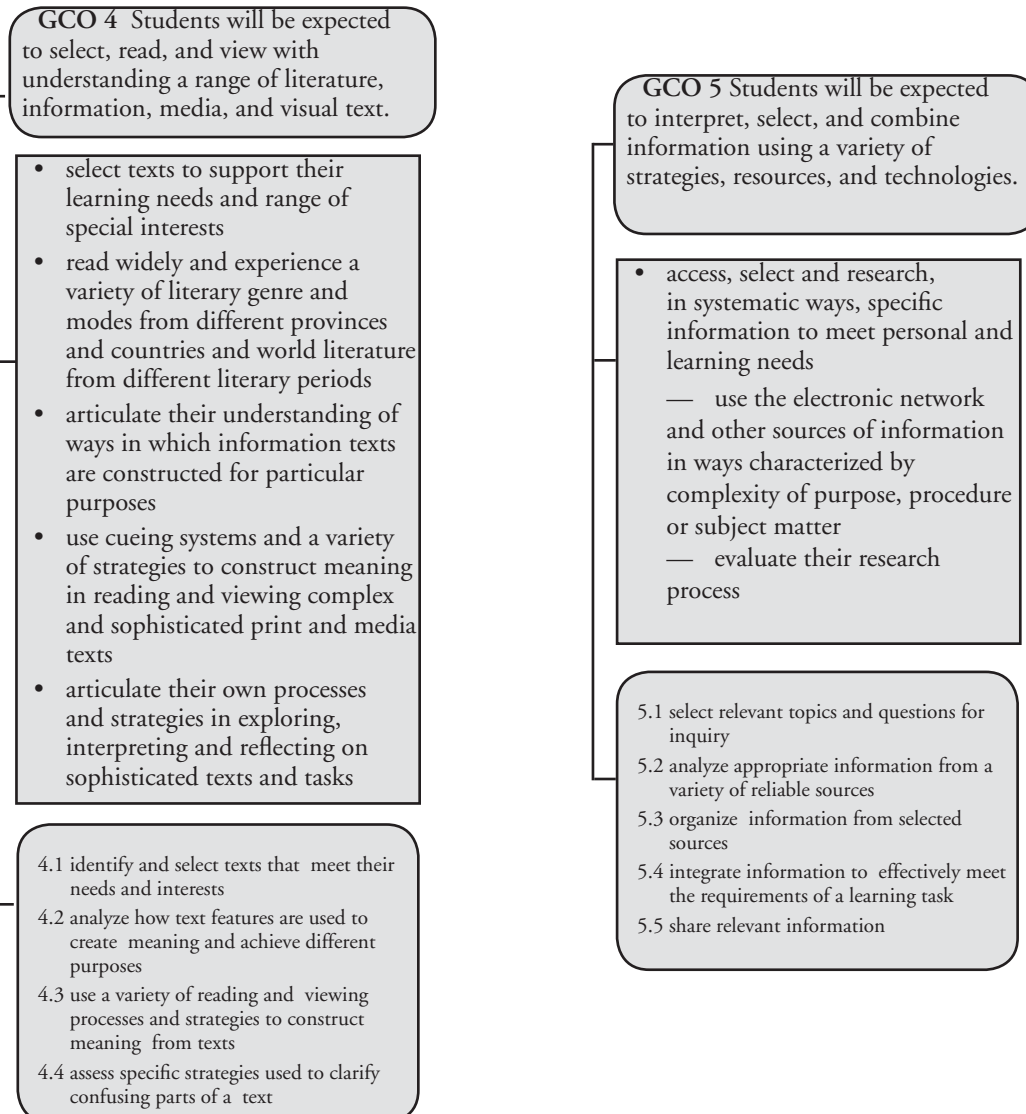 GCO 4 Students will be expected
to select, read, and view with
understanding a range of literature,
information, media, and visual text.
• select texts to support their
learning needs and range of
special interests
• read widely and experience a
variety of literary genre and
modes from different provinces
and countries and world literature
from different literary periods
• articulate their understanding of
ways in which information texts
are constructed for particular
purposes
• use cueing systems and a variety
of strategies to construct meaning
in reading and viewing complex
and sophisticated print and media
texts
• articulate their own processes
and strategies in exploring,
interpreting and reflecting on
sophisticated texts and tasks
4.1 identify and select texts that meet their
needs and interests
4.2 analyze how text features are used to
create meaning and achieve different
purposes
4.3 use a variety of reading and viewing
processes and strategies to construct
meaning from texts
4.4 assess specific strategies used to clarify
confusing parts of a text
GCO 5 Students will be expected
to interpret, select, and combine
information using a variety of
strategies, resources, and technologies.
• access, select and research,
in systematic ways, specific
information to meet personal and
learning needs
— use the electronic network
and other sources of information
in ways characterized by
complexity of purpose, procedure
or subject matter
— evaluate their research
process
5.1 select relevant topics and questions for
inquiry
5.2 analyze appropriate information from a
variety of reliable sources
5.3 organize information from selected
sources
5.4 integrate information to effectively meet
the requirements of a learning task
5.5 share relevant information